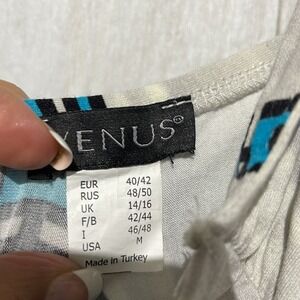 VENUS
EUR 40/42
RUS 48/50
UK 14/16
F/B 42/44
I 46/48
USA M
Made in Turkey